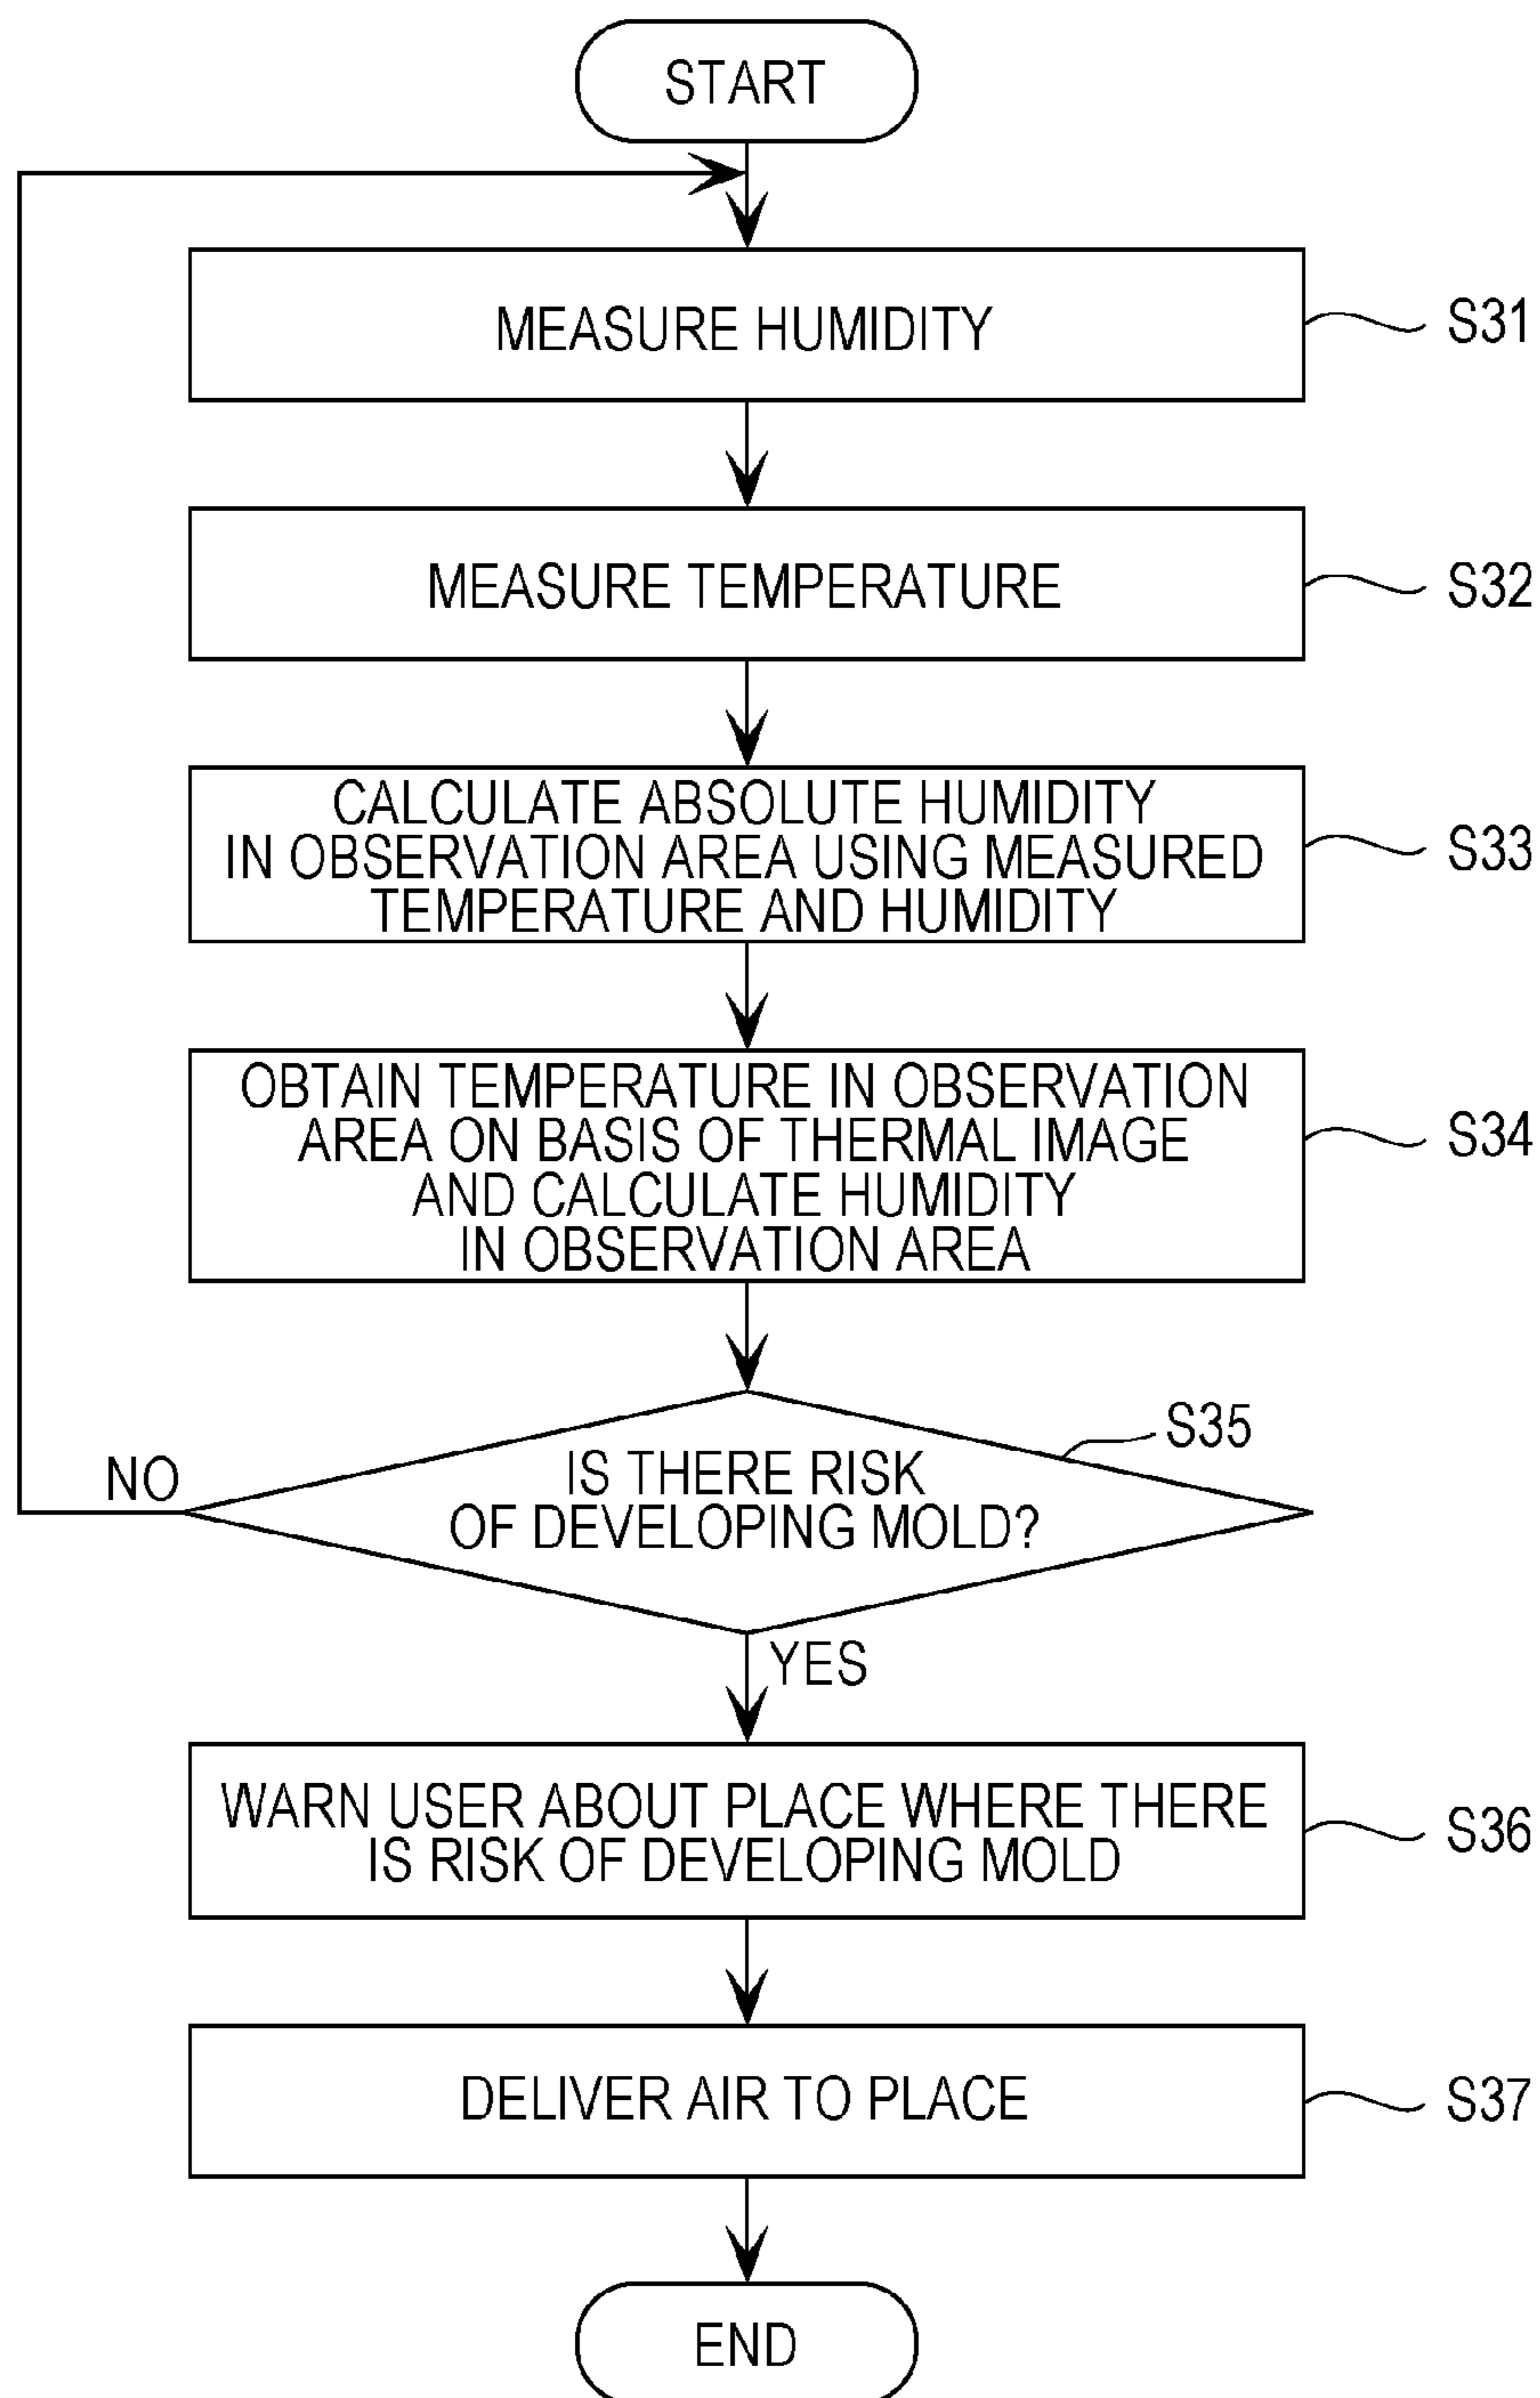 START
MEASURE HUMIDITY
S31
MEASURE TEMPERATURE
S32
CALCULATE ABSOLUTE HUMIDITY
IN OBSERVATION AREA USING MEASURED
TEMPERATURE AND HUMIDITY
S33
OBTAIN TEMPERATURE IN OBSERVATION
AREA ON BASIS OF THERMAL IMAGE
AND CALCULATE HUMIDITY
IN OBSERVATION AREA
S34
S35
IS THERE RISK
OF DEVELOPING MOLD?
NO
YES
WARN USER ABOUT PLACE WHERE THERE
IS RISK OF DEVELOPING MOLD
S36
DELIVER AIR TO PLACE
S37
END